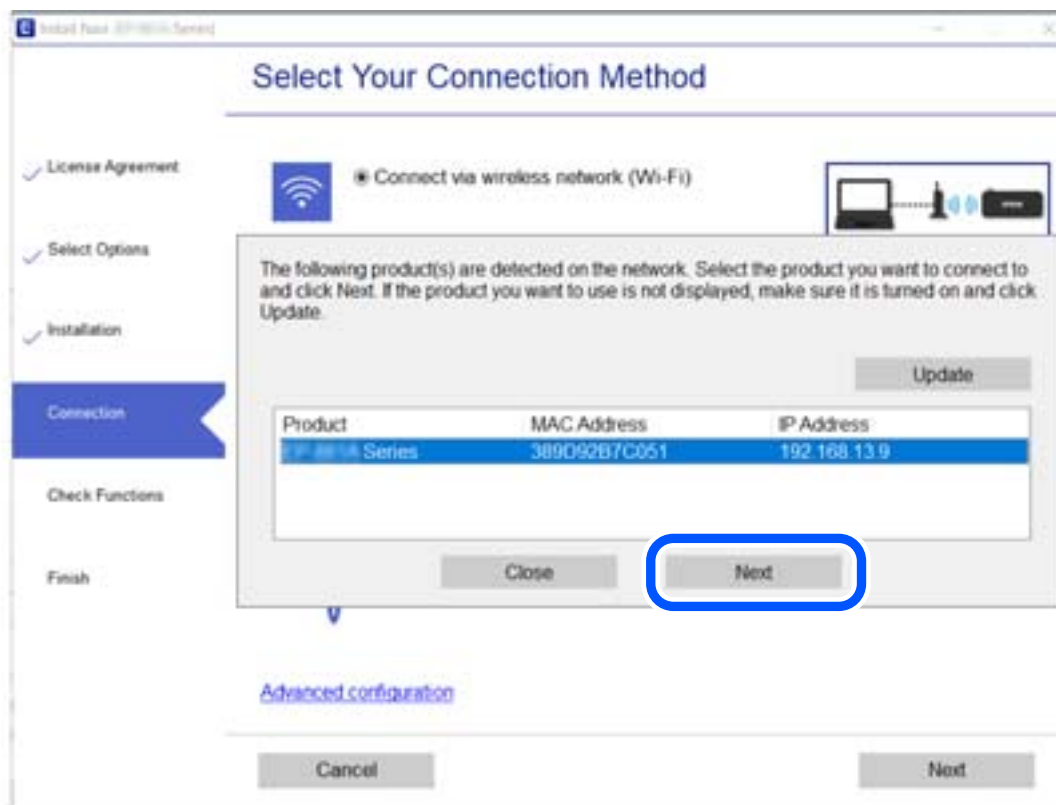 Install Navi
Series]
Select Your Connection Method
License Agreement
Connect via wireless network (Wi-Fi)
Select Options
The following product(s) are detected on the network. Select the product you want to connect to
and click Next. If the product you want to use is not displayed, make sure it is turned on and click
Update.
Installation
Update
Connection
Product MAC Address IP Address
Series 389D92B7C051 192.168.13.9
Check Functions
Close Next
Finish
Advanced configuration
Cancel Next